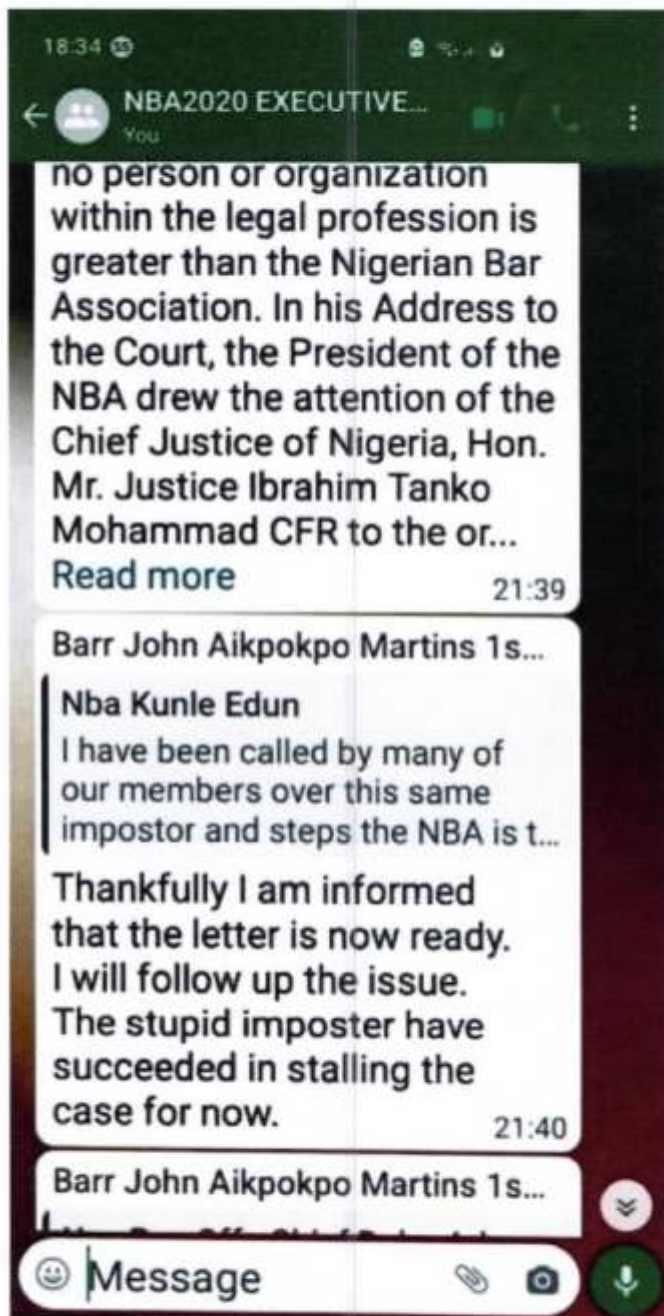 18:34
NBA2020 EXECUTIVE...
You
no person or organization
within the legal profession is
greater than the Nigerian Bar
Association. In his Address to
the Court, the President of the
NBA drew the attention of the
Chief Justice of Nigeria, Hon.
Mr. Justice Ibrahim Tanko
Mohammad CFR to the or...
Read more
21:39
Barr John Aikpokpo Martins 1s...
Nba Kunle Edun
I have been called by many of
our members over this same
impostor and steps the NBA is t...
Thankfully I am informed
that the letter is now ready.
I will follow up the issue.
The stupid imposter have
succeeded in stalling the
case for now.
21:40
Barr John Aikpokpo Martins 1s...
Message